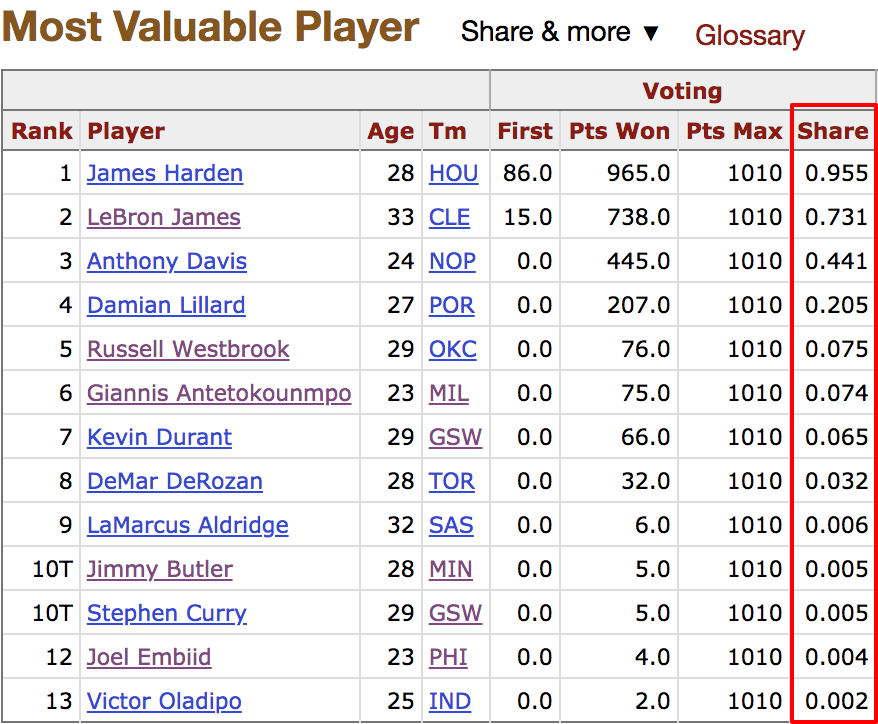 Most Valuable Player Share & more ▼ Glossary
Voting
Rank Player Age Tm First Pts Won Pts Max Share
1 James Harden 28 HOU 86.0 965.0 1010 0.955
2 LeBron James 33 CLE 15.0 738.0 1010 0.731
3 Anthony Davis 24 NOP 0.0 445.0 1010 0.441
4 Damian Lillard 27 POR 0.0 207.0 1010 0.205
5 Russell Westbrook 29 OKC 0.0 76.0 1010 0.075
6 Giannis Antetokounmpo 23 MIL 0.0 75.0 1010 0.074
7 Kevin Durant 29 GSW 0.0 66.0 1010 0.065
8 DeMar DeRozan 28 TOR 0.0 32.0 1010 0.032
9 LaMarcus Aldridge 32 SAS 0.0 6.0 1010 0.006
10T Jimmy Butler 28 MIN 0.0 5.0 1010 0.005
10T Stephen Curry 29 GSW 0.0 5.0 1010 0.005
12 Joel Embiid 23 PHI 0.0 4.0 1010 0.004
13 Victor Oladipo 25 IND 0.0 2.0 1010 0.002